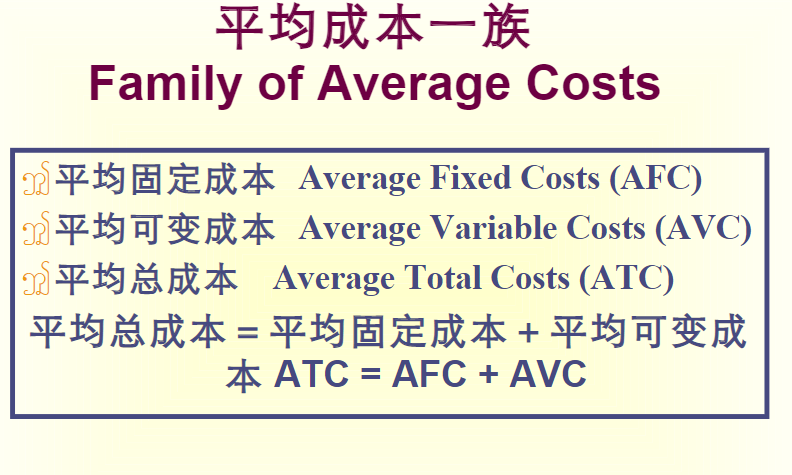 平均成本一族
Family of Average Costs
平均固定成本 Average Fixed Costs (AFC)
平均可变成本 Average Variable Costs (AVC)
平均总成本 Average Total Costs (ATC)
平均总成本 = 平均固定成本 + 平均可变成
本 ATC = AFC + AVC